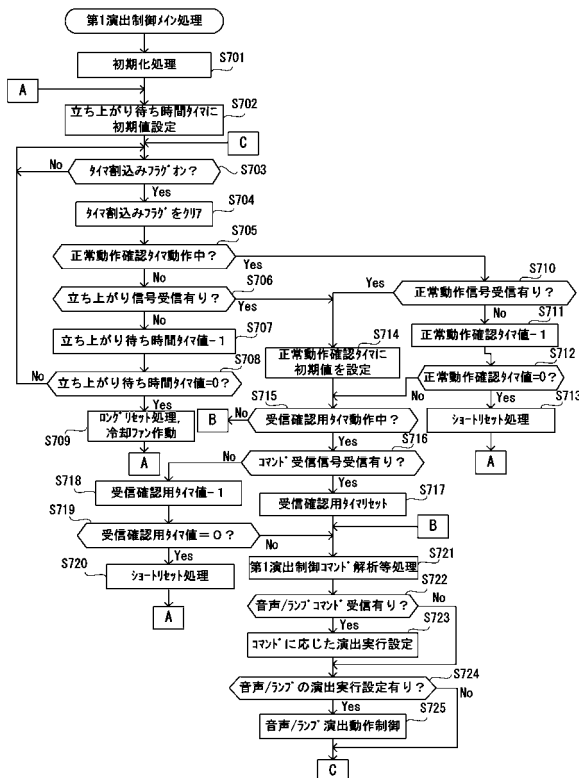 第1演出制御メイン処理
初期化処理
S701
A
立ち上がり待ち時間ﾀｲﾏに
初期値設定
S702
C
ﾀｲﾏ割込みﾌﾗｸﾞｵﾝ？
S703
No
Yes
ﾀｲﾏ割込みﾌﾗｸﾞをｸﾘｱ
S704
S705
正常動作確認ﾀｲﾏ動作中？
Yes
No
S706
立ち上がり信号受信有り？
Yes
No
S707
立ち上がり待ち時間ﾀｲﾏ値-1
S708
立ち上がり待ち時間ﾀｲﾏ値=0？
No
Yes
ﾛﾝｸﾞﾘｾｯﾄ処理,
冷却ﾌｧﾝ作動
S709
A
S710
正常動作信号受信有り？
Yes
No
S711
正常動作確認ﾀｲﾏ値-1
S712
正常動作確認ﾀｲﾏ値=0？
No
Yes
S713
ｼｮｰﾄﾘｾｯﾄ処理
A
S714
正常動作確認ﾀｲﾏに
初期値を設定
S715
受信確認用ﾀｲﾏ動作中？
No
B
Yes
S716
ｺﾏﾝﾄﾞ受信信号受信有り？
No
Yes
S717
受信確認用ﾀｲﾏﾘｾｯﾄ
B
S718
受信確認用ﾀｲﾏ値-1
S719
受信確認用ﾀｲﾏ値＝0？
No
Yes
S720
ｼｮｰﾄﾘｾｯﾄ処理
A
S721
第1演出制御ｺﾏﾝﾄﾞ解析等処理
S722
音声/ﾗﾝﾌﾟｺﾏﾝﾄﾞ受信有り？
No
Yes
S723
ｺﾏﾝﾄﾞに応じた演出実行設定
S724
音声/ﾗﾝﾌﾟの演出実行設定有り？
No
Yes
S725
音声/ﾗﾝﾌﾟ演出動作制御
C